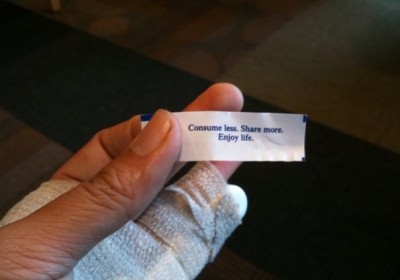 Consume less. Share more.
Enjoy life.